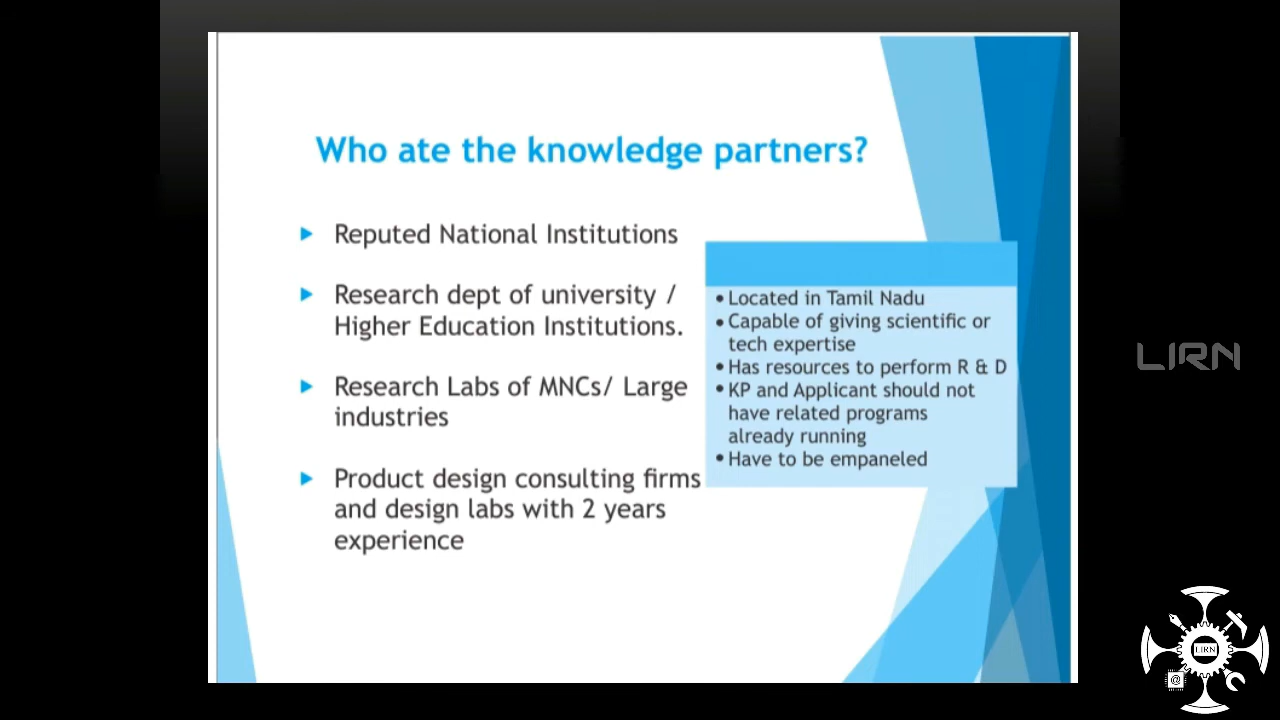 Who ate the knowledge partners?
Reputed National Institutions
Research dept of university /
Higher Education Institutions.
Research Labs of MNCs/ Large
industries
Product design consulting firms
and design labs with 2 years
experience
• Located in Tamil Nadu
• Capable of giving scientific or
tech expertise
• Has resources to perform R & D
• KP and Applicant should not
have related programs
already running
• Have to be empaneled
LIRN
LIRN
@